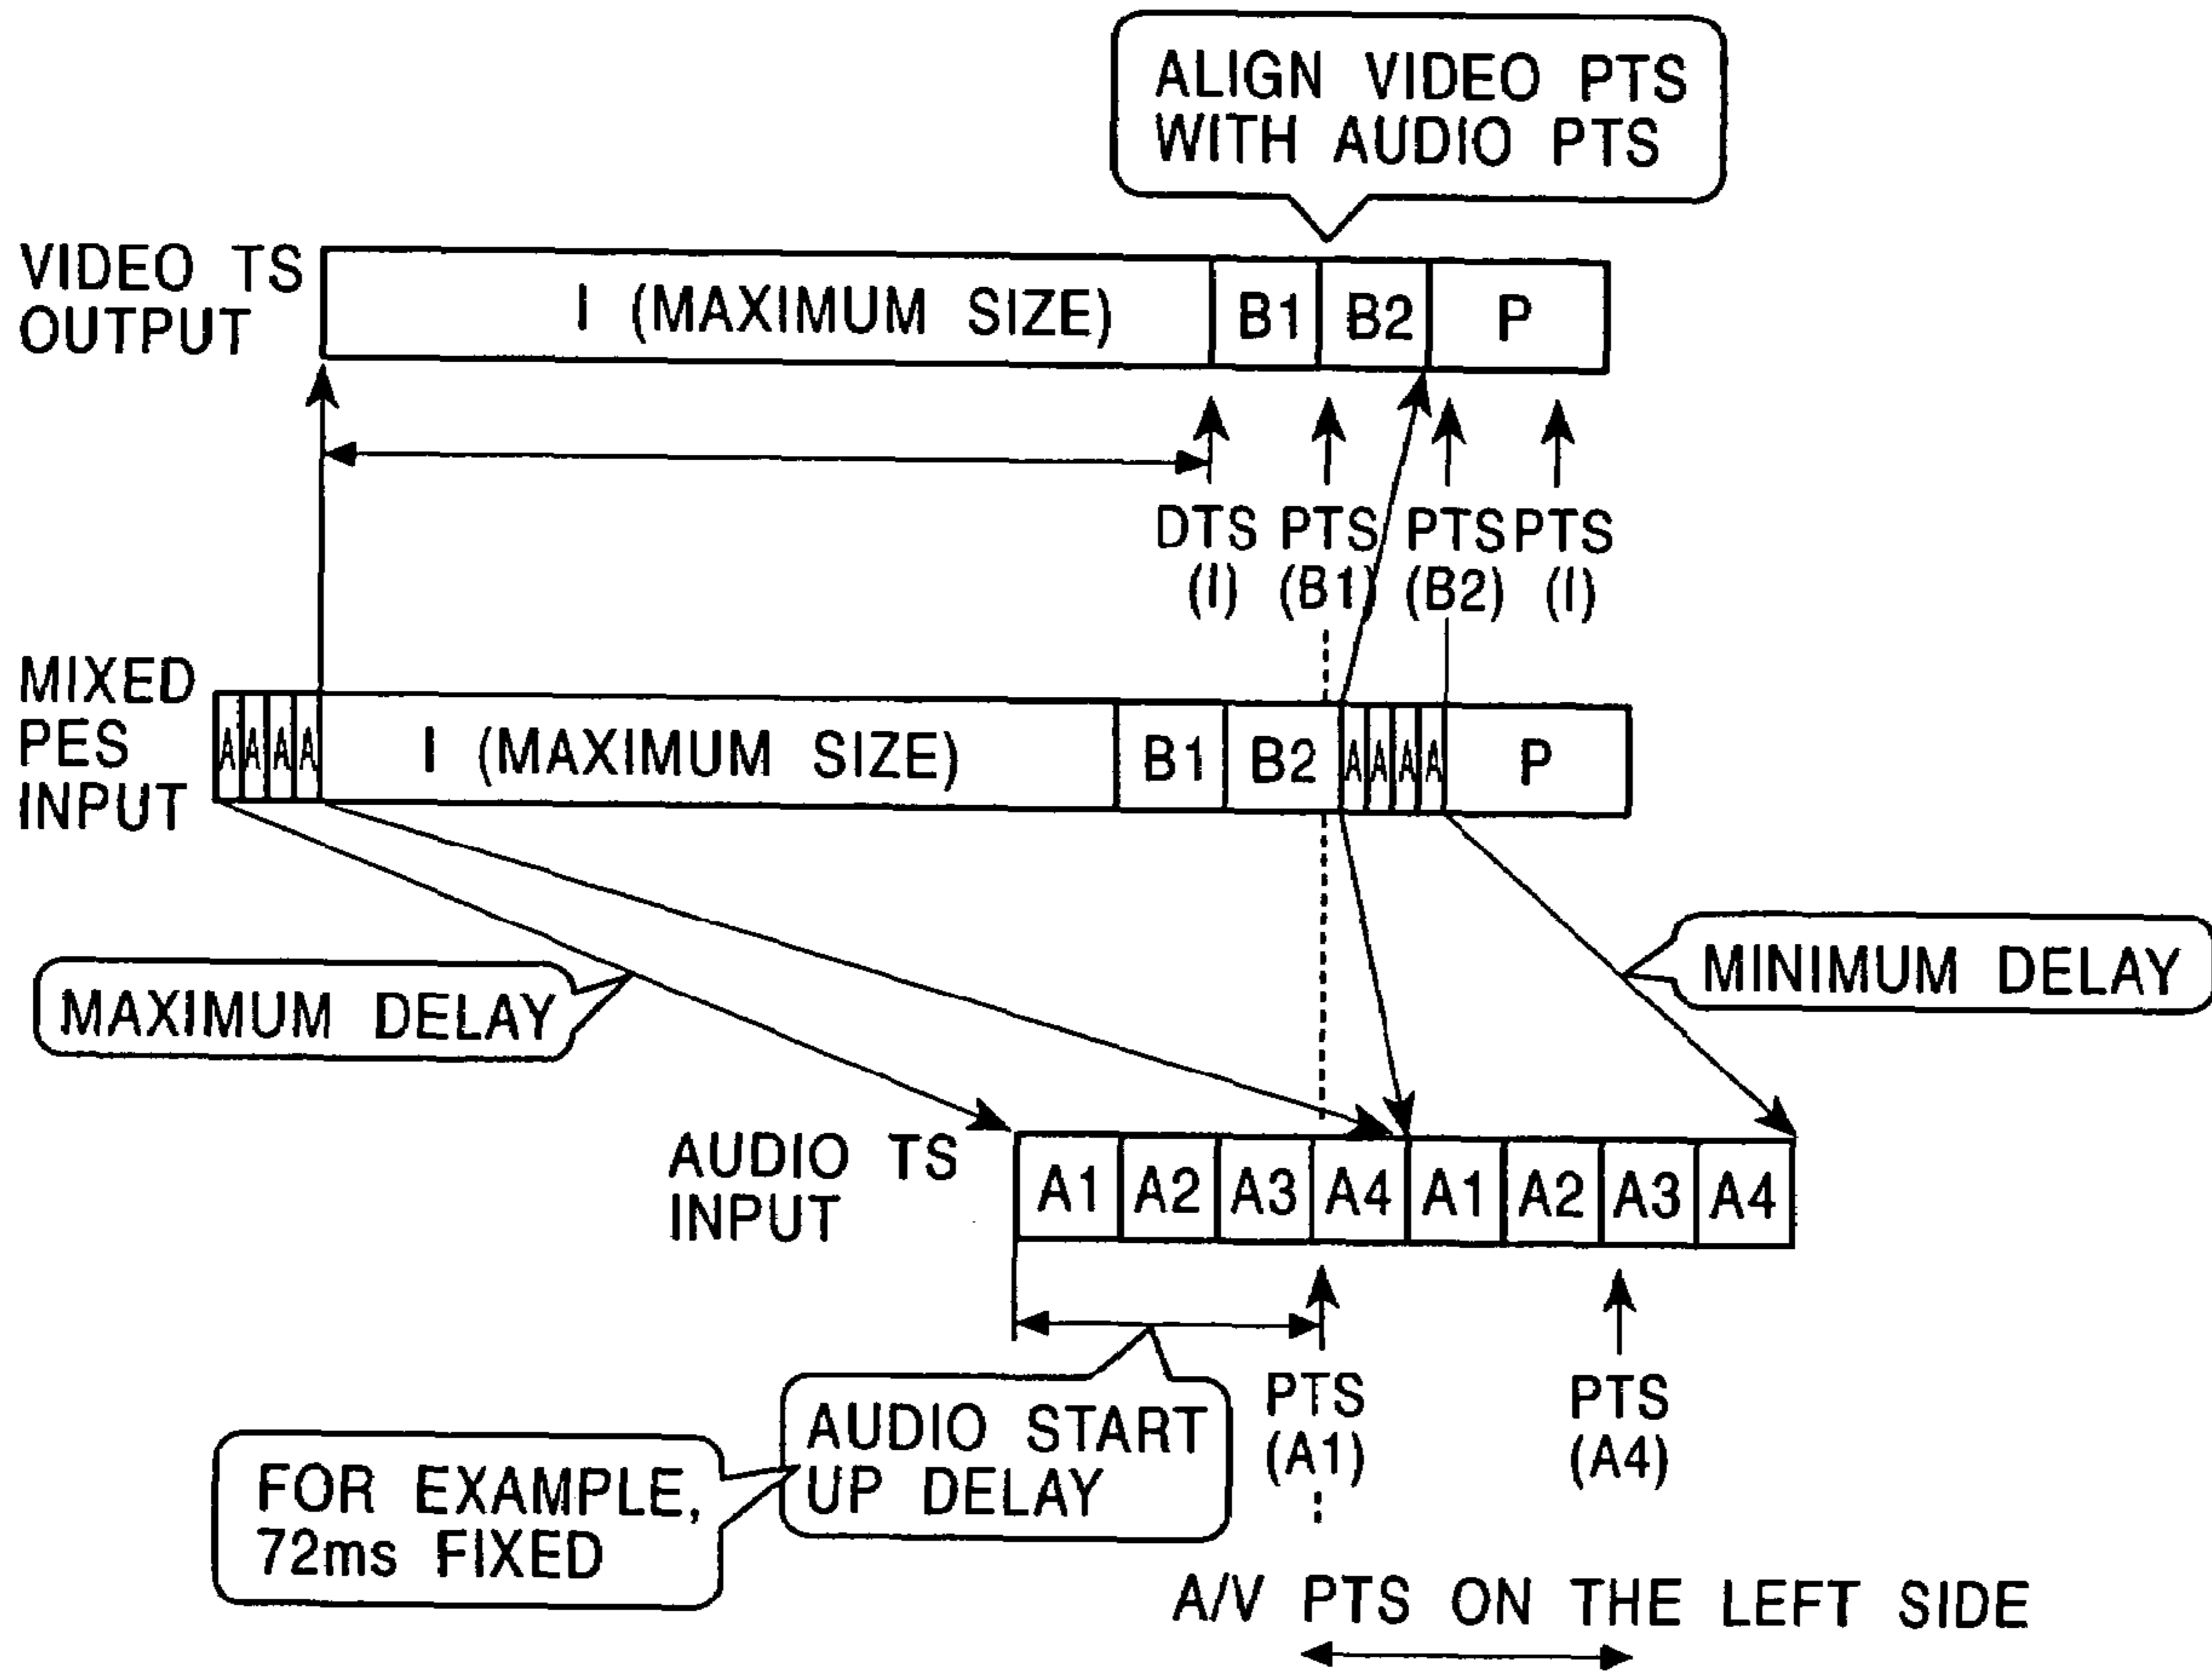 ALIGN VIDEO PTS
WITH AUDIO PTS
VIDEO TS
OUTPUT
I (MAXIMUM SIZE)
B1
B2
P
DTS
(I)
PTS
(B1)
PTS
(B2)
PTS
(I)
MIXED
PES
INPUT
A
A
A
A
I (MAXIMUM SIZE)
B1
B2
A
A
A
A
P
MAXIMUM DELAY
MINIMUM DELAY
AUDIO TS
INPUT
A1
A2
A3
A4
A1
A2
A3
A4
PTS
(A1)
PTS
(A4)
AUDIO START
UP DELAY
FOR EXAMPLE,
72ms FIXED
A/V PTS ON THE LEFT SIDE